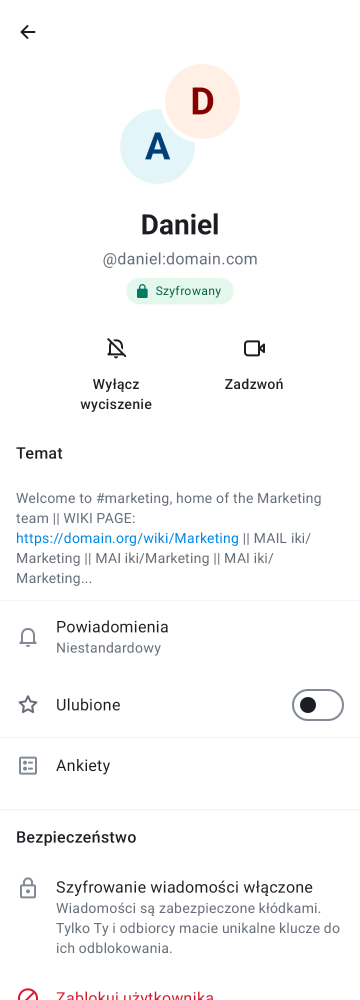 D
A
Daniel
@daniel:domain.com
Szyfrowany
Wyłącz
wyciszenie
Zadzwoń
Temat
Welcome to #marketing, home of the Marketing
team || WIKI PAGE:
https://domain.org/wiki/Marketing || MAIL iki/
Marketing || MAI iki/Marketing || MAI iki/
Marketing...
Powiadomienia
Niestandardowy
Ulubione
Ankiety
Bezpieczeństwo
Szyfrowanie wiadomości włączone
Wiadomości są zabezpieczone kłódkami.
Tylko Ty i odbiorcy macie unikalne klucze do
ich odblokowania.
Zablokuj użytkownika